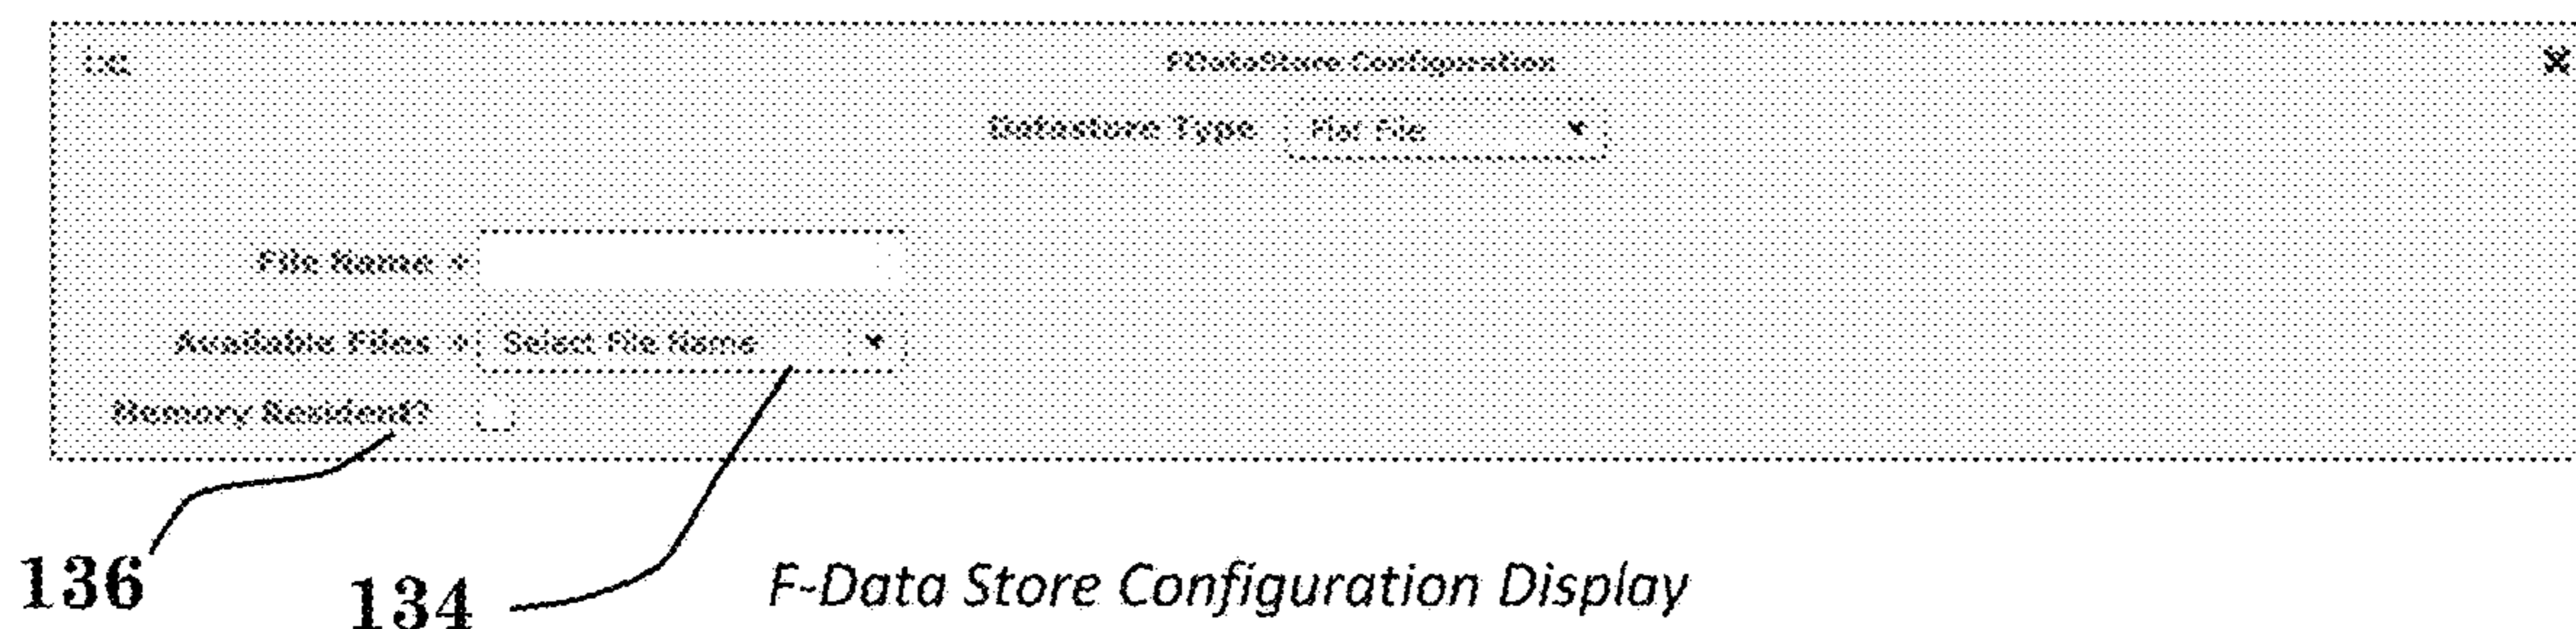 FDataStore Configuration
Datastore Type Flat File
File Name
Available Files Select File Name
Memory Resident?
136
134
F-Data Store Configuration Display